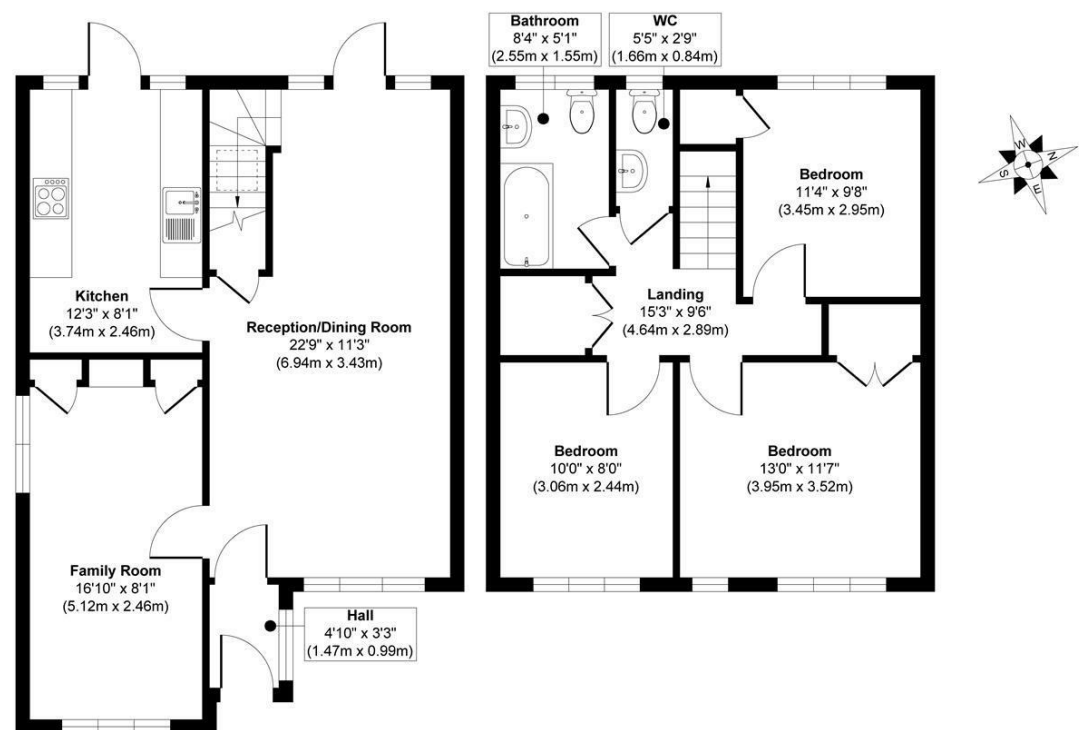 Bathroom
8'4" x 5'1"
(2.55m x 1.55m)
WC
5'5" x 2'9"
(1.66m x 0.84m)
Bedroom
11'4" x 9'8"
(3.45m x 2.95m)
W
N
S
E
Kitchen
12'3" x 8'1"
(3.74m x 2.46m)
Reception/Dining Room
22'9" x 11'3"
(6.94m x 3.43m)
Landing
15'3" x 9'6"
(4.64m x 2.89m)
Bedroom
10'0" x 8'0"
(3.06m x 2.44m)
Bedroom
13'0" x 11'7"
(3.95m x 3.52m)
Family Room
16'10" x 8'1"
(5.12m x 2.46m)
Hall
4'10" x 3'3"
(1.47m x 0.99m)